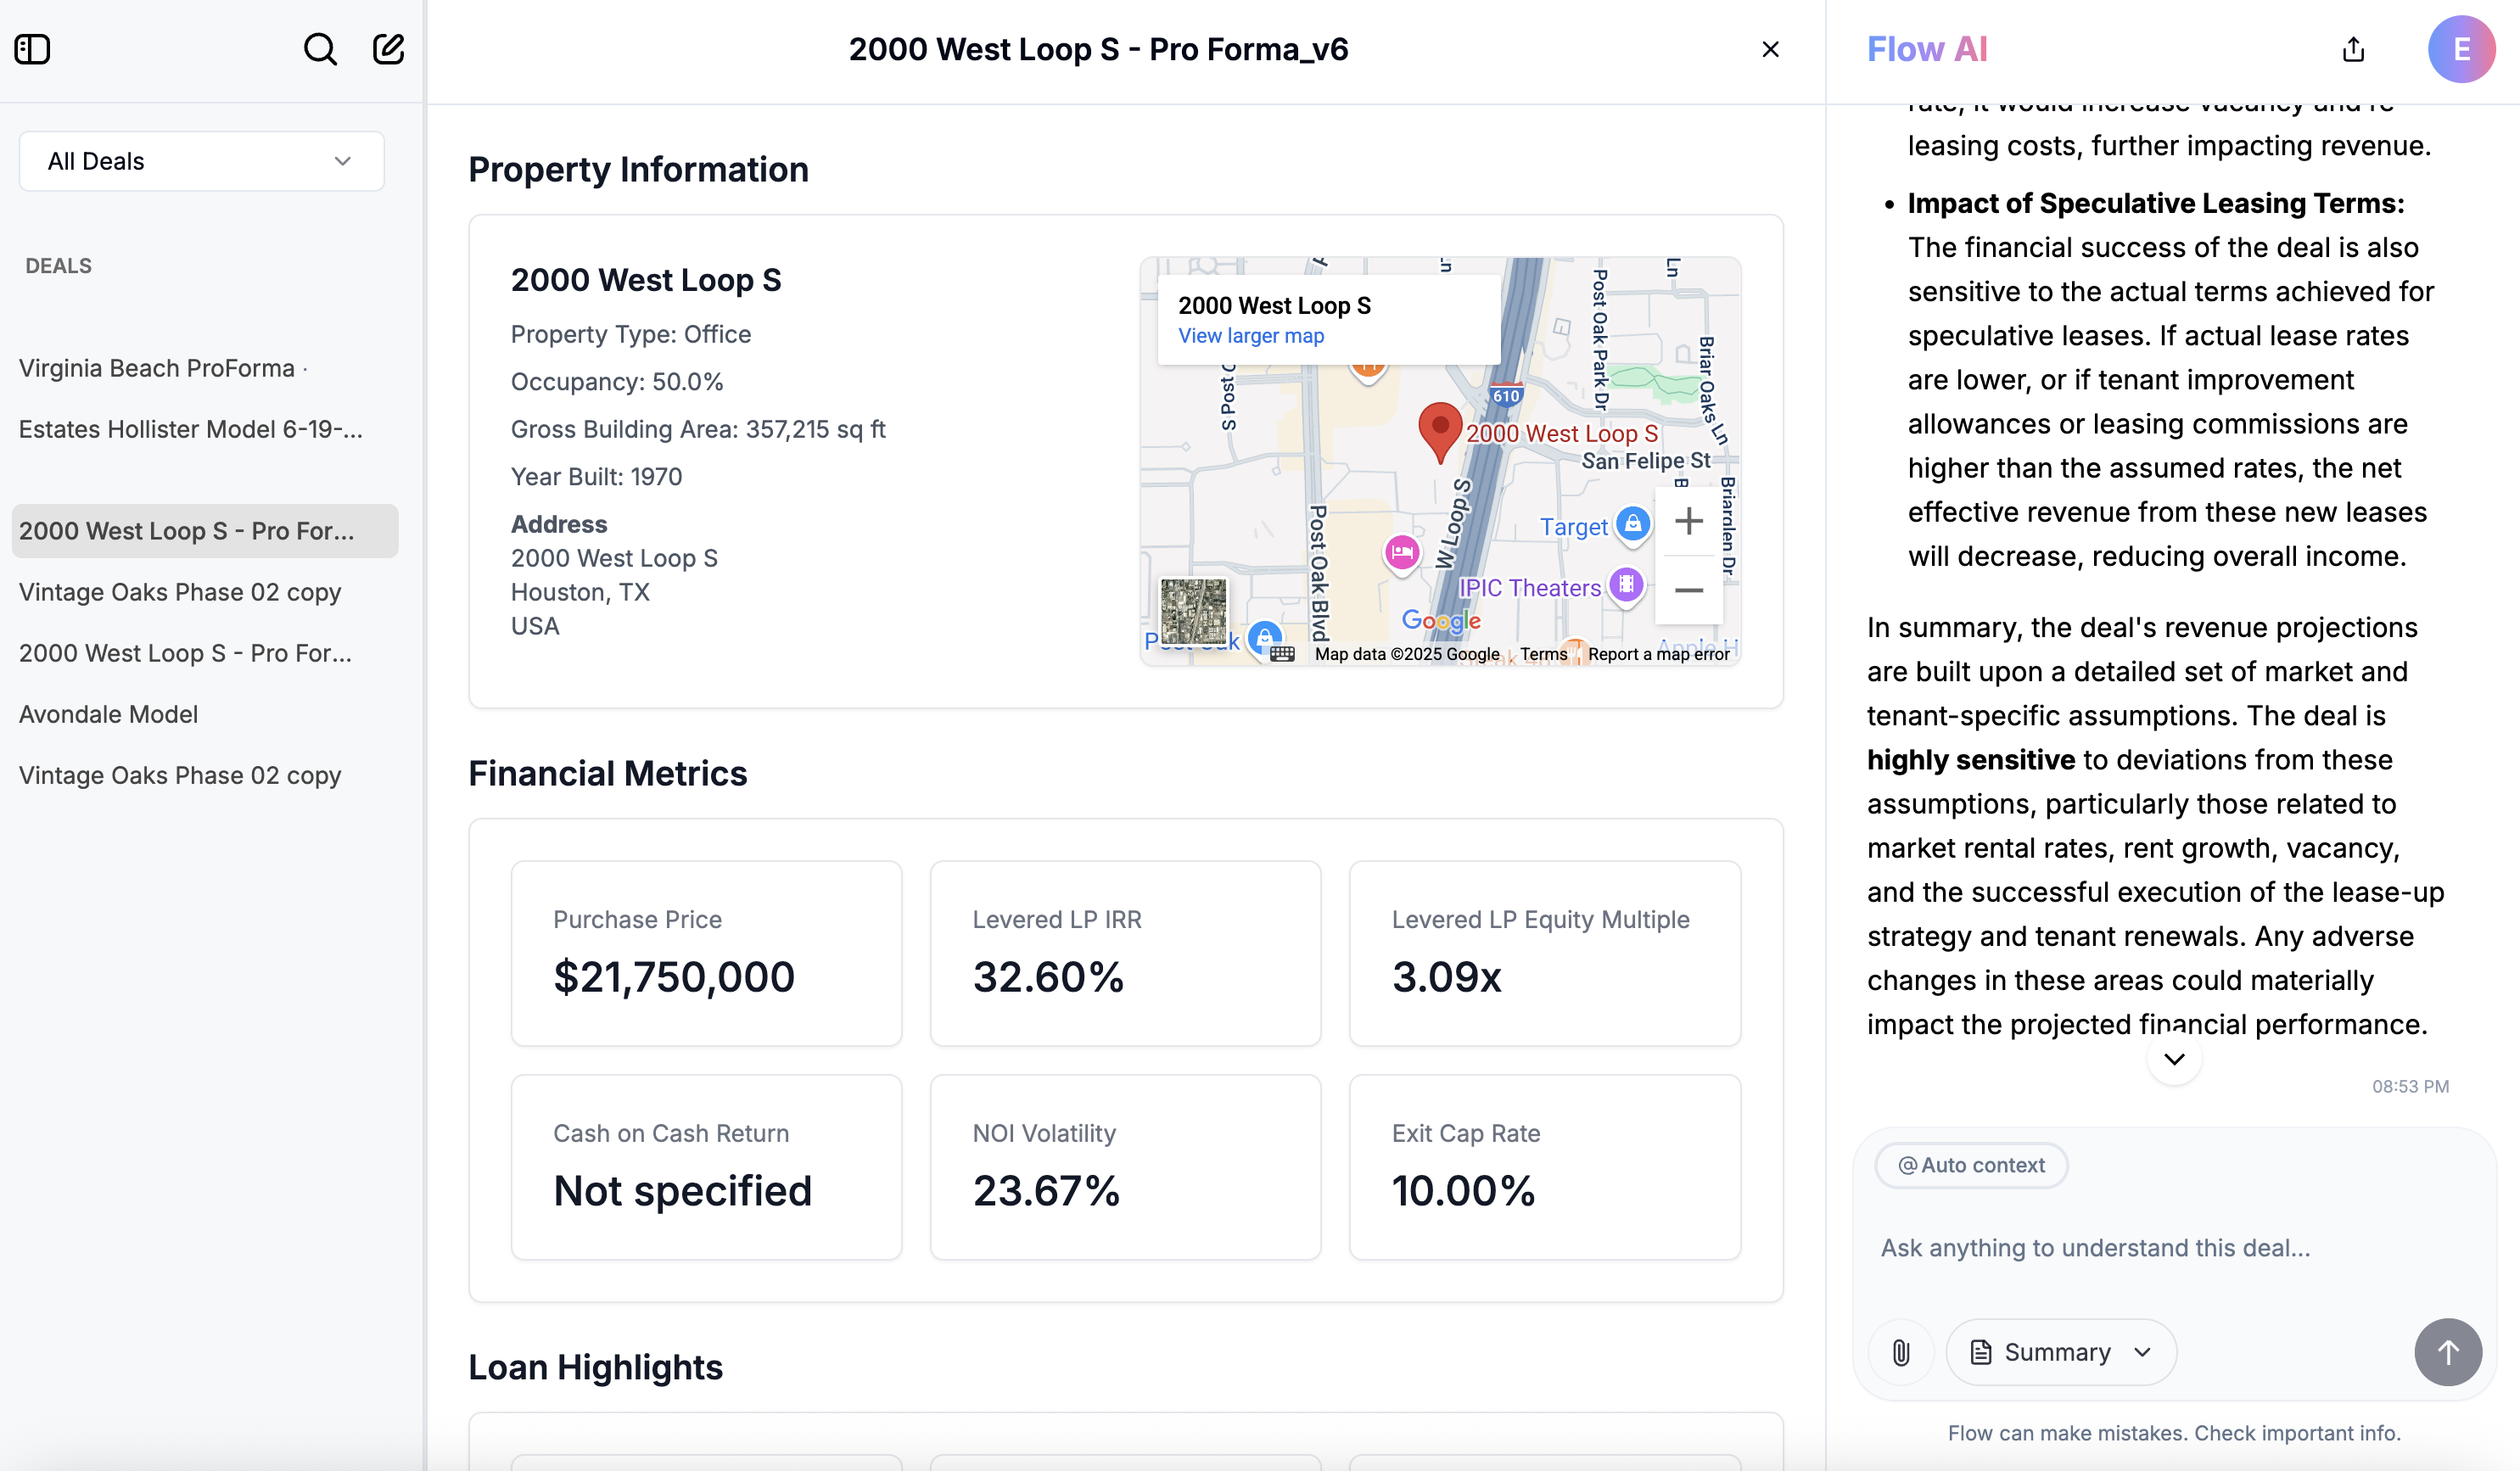 All Deals
DEALS
Virginia Beach ProForma ·
Estates Hollister Model 6-19-...
2000 West Loop S - Pro For...
Vintage Oaks Phase 02 copy
2000 West Loop S - Pro For...
Avondale Model
Vintage Oaks Phase 02 copy
2000 West Loop S - Pro Forma_v6
Property Information
2000 West Loop S
Property Type: Office
Occupancy: 50.0%
Gross Building Area: 357,215 sq ft
Year Built: 1970
Address
2000 West Loop S
Houston, TX
USA
2000 West Loop S
View larger map
Ln
Post Oak Park Dr
Briar Oaks Ln
S Post
610
2000 West Loop S
San Felipe St
Briarglen Dr
Post Oak Blvd
W Loop S
Target
IPIC Theaters
Google
Map data ©2025 Google
Terms
Report a map error
Financial Metrics
Purchase Price
$21,750,000
Levered LP IRR
32.60%
Levered LP Equity Multiple
3.09x
Cash on Cash Return
Not specified
NOI Volatility
23.67%
Exit Cap Rate
10.00%
Loan Highlights
Flow AI
E
rate, it would increase vacancy and re-
leasing costs, further impacting revenue.
• Impact of Speculative Leasing Terms:
The financial success of the deal is also
sensitive to the actual terms achieved for
speculative leases. If actual lease rates
are lower, or if tenant improvement
allowances or leasing commissions are
higher than the assumed rates, the net
effective revenue from these new leases
will decrease, reducing overall income.
In summary, the deal's revenue projections
are built upon a detailed set of market and
tenant-specific assumptions. The deal is
highly sensitive to deviations from these
assumptions, particularly those related to
market rental rates, rent growth, vacancy,
and the successful execution of the lease-up
strategy and tenant renewals. Any adverse
changes in these areas could materially
impact the projected financial performance.
08:53 PM
@Auto context
Ask anything to understand this deal...
Summary
Flow can make mistakes. Check important info.